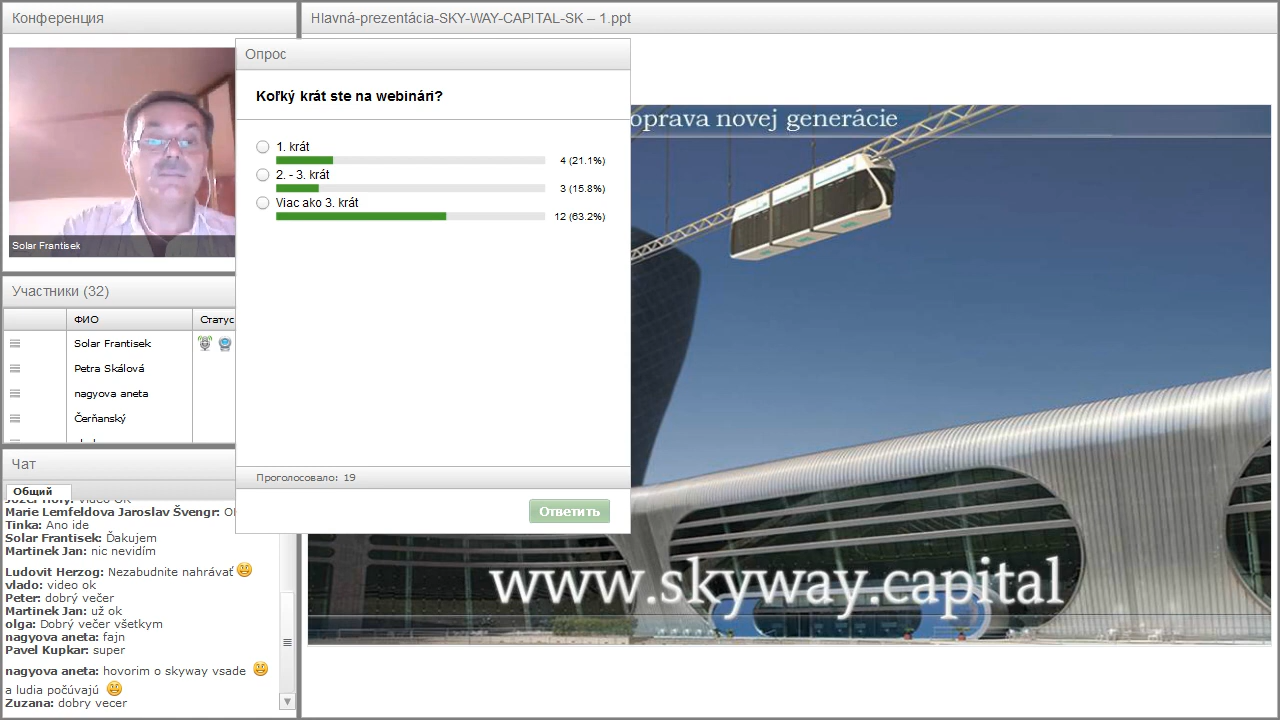 Конференция
Hlavná-prezentácia-SKY-WAY-CAPITAL-SK – 1.ppt
Опрос
Koľký krát ste na webinári?
1. krát
4 (21.1%)
2. - 3. krát
3 (15.8%)
Viac ako 3. krát
12 (63.2%)
Проголосовало: 19
Ответить
oprava novej generácie
www.skyway.capital
Solar Frantisek
Участники (32)
ФИО
Статус
Solar Frantisek
Petra Skálová
nagyova aneta
Čerňanský
Чат
Общий
Jozef Holy: video OK
Marie Lemfeldova Jaroslav Švengr:
Tinka: Ano ide
Solar Frantisek: Ďakujem
Martinek Jan: nic nevidím
Ludovit Herzog: Nezabudnite nahrávať
vlado: video ok
Peter: dobrý večer
Martinek Jan: už ok
olga: Dobrý večer všetkym
nagyova aneta: fajn
Pavel Kupkar: super
nagyova aneta: hovorim o skyway vsade
a ludia počúvajú
Zuzana: dobry vecer